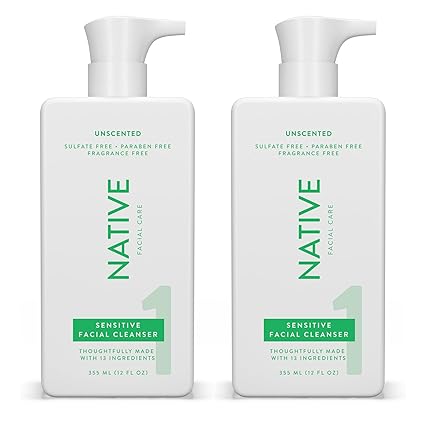 UNSCENTED
SULFATE FREE • PARABEN FREE
FRAGRANCE FREE
NATIVE
FACIAL CARE
1
SENSITIVE
FACIAL CLEANSER
THOUGHTFULLY MADE
WITH 13 INGREDIENTS
355 ML (12 FL OZ)
UNSCENTED
SULFATE FREE • PARABEN FREE
FRAGRANCE FREE
NATIVE
FACIAL CARE
1
SENSITIVE
FACIAL CLEANSER
THOUGHTFULLY MADE
WITH 13 INGREDIENTS
355 ML (12 FL OZ)